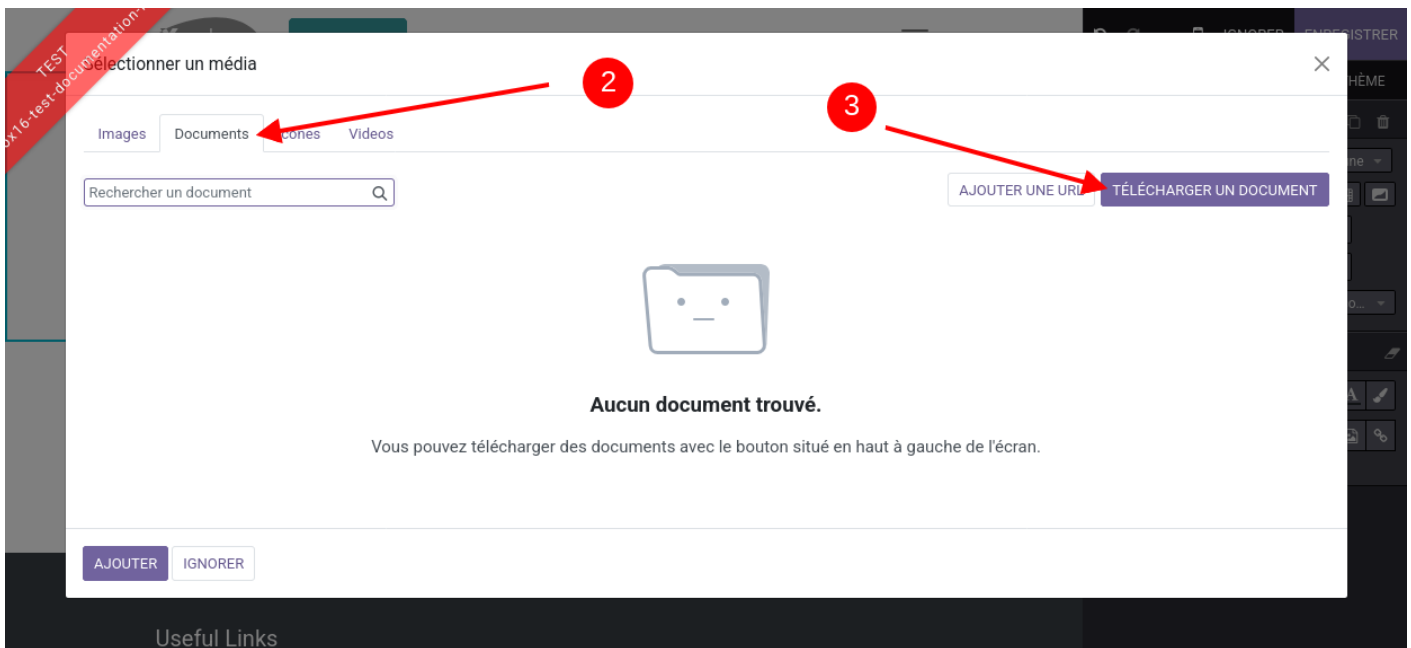 TEST
IGNORER
Sélectionner un média
2
3
HÈME
Images
Documents
Videos
Rechercher un document
AJOUTER UNE URL
TÉLÉCHARGER UN DOCUMENT
Aucun document trouvé.
Vous pouvez télécharger des documents avec le bouton situé en haut à gauche de l'écran.
AJOUTER
IGNORER
Useful Links